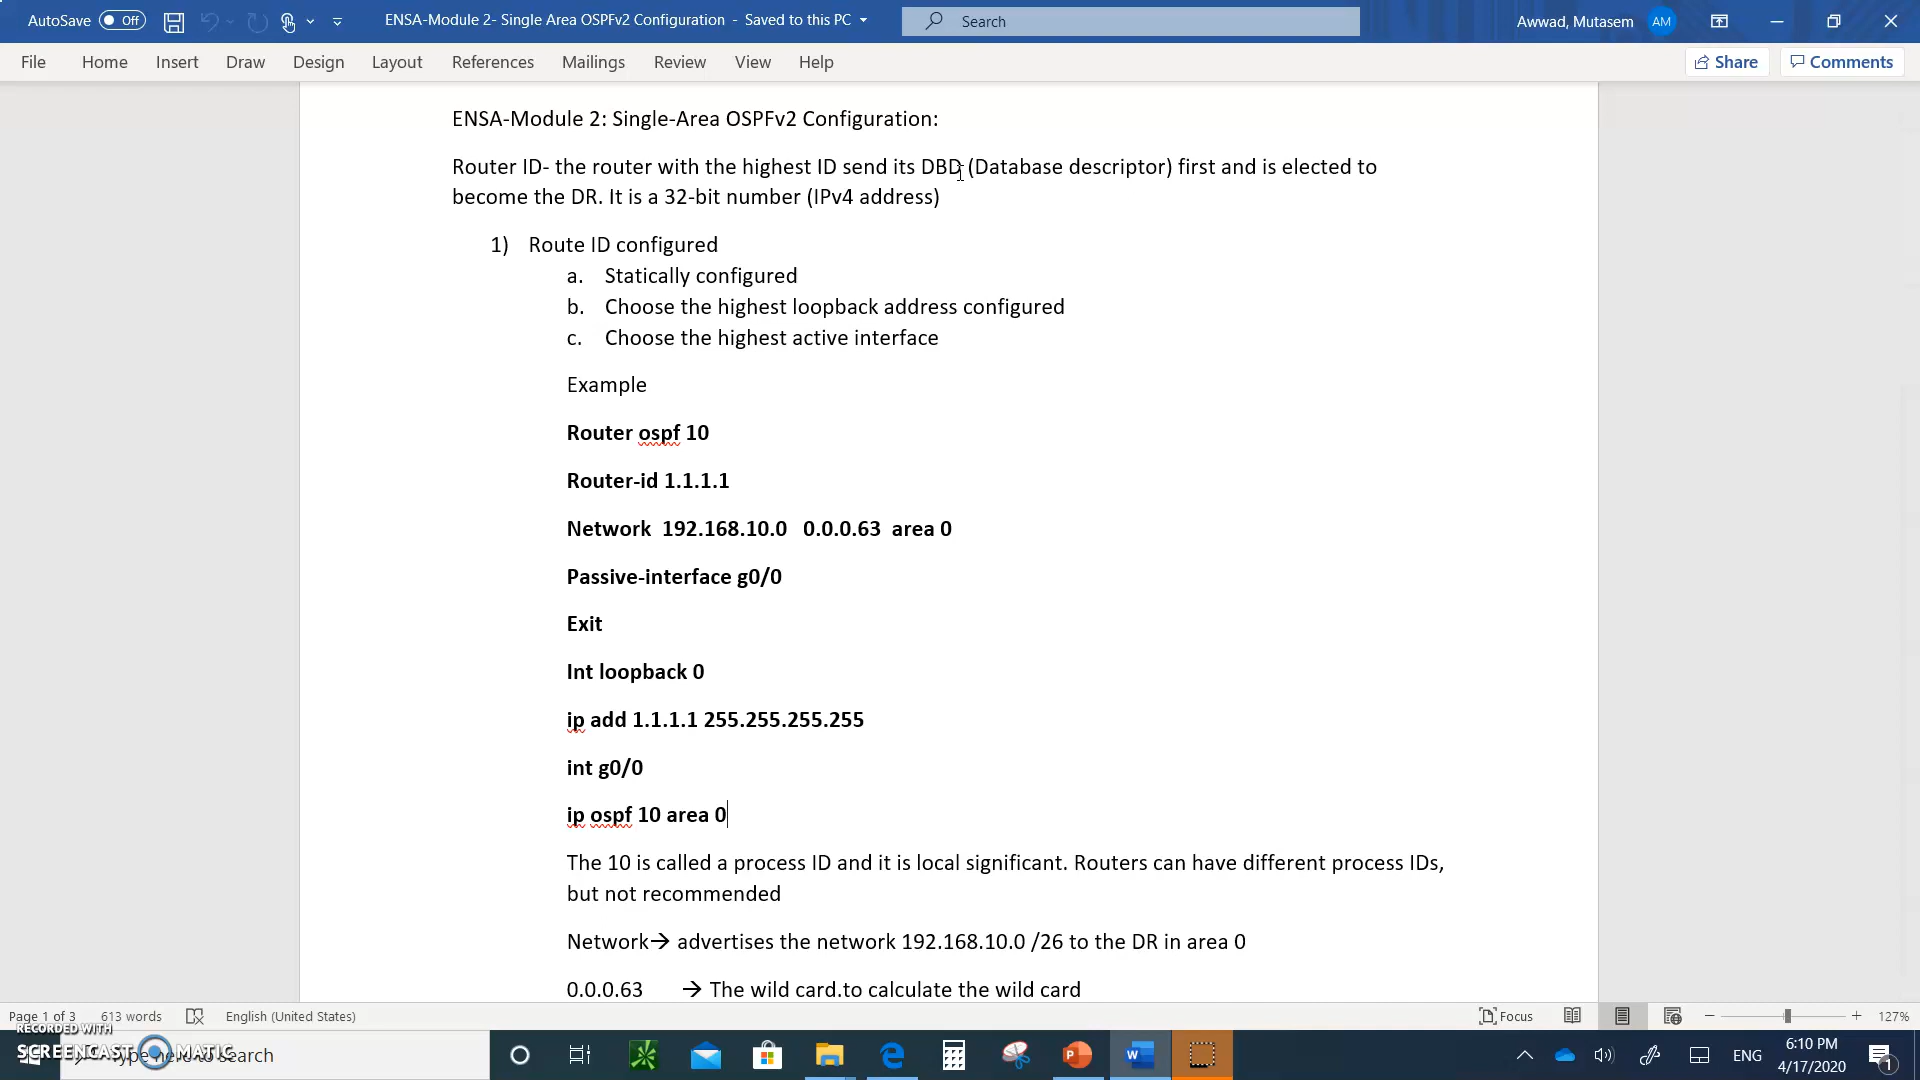 AutoSave Off ENSA-Module 2- Single Area OSPFv2 Configuration - Saved to this PC Search Awwad, Mutasem AM
File Home Insert Draw Design Layout References Mailings Review View Help Share Comments
ENSA-Module 2: Single-Area OSPFv2 Configuration:
Router ID- the router with the highest ID send its DBD (Database descriptor) first and is elected to
become the DR. It is a 32-bit number (IPv4 address)
1) Route ID configured
a. Statically configured
b. Choose the highest loopback address configured
c. Choose the highest active interface
Example
Router ospf 10
Router-id 1.1.1.1
Network 192.168.10.0 0.0.0.63 area 0
Passive-interface g0/0
Exit
Int loopback 0
ip add 1.1.1.1 255.255.255.255
int g0/0
ip ospf 10 area 0
The 10 is called a process ID and it is local significant. Routers can have different process IDs,
but not recommended
Network→ advertises the network 192.168.10.0 /26 to the DR in area 0
0.0.0.63 → The wild card.to calculate the wild card
Page 1 of 3 613 words English (United States) Focus 127%
RECORDED WITH
SCREENCAST MATIC
Type here to search
ENG
6:10 PM
4/17/2020
1